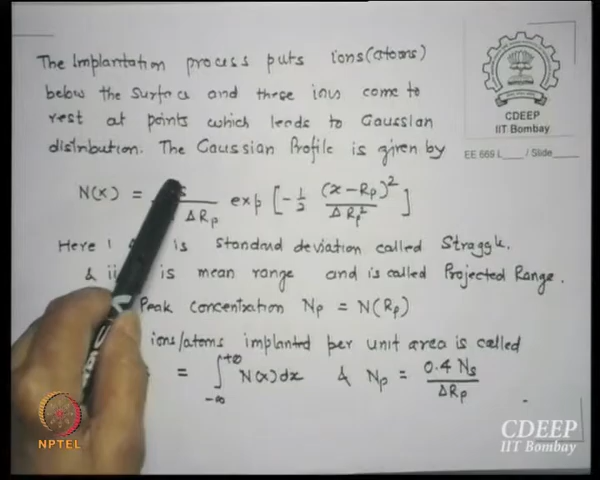 The Implantation process puts ions(atoms)
below the Surface and these ions come to
rest at points which leads to Gaussian
distribution. The Gaussian Profile is given by
N(x) = ΔRp exp [-1/2 (x-Rp)²/ΔRp²]
Here is standard deviation called Straggle.
& is mean range and is called Projected Range.
Peak concentration Np = N(Rp)
ions/atoms implanted per unit area is called
= ∫ -∞ +∞ N(x)dx & Np = 0.4 Ns/ΔRp
CDEEP
IIT Bombay
EE 669 L___/ Slide___
NPTEL
CDEEP
IIT Bombay